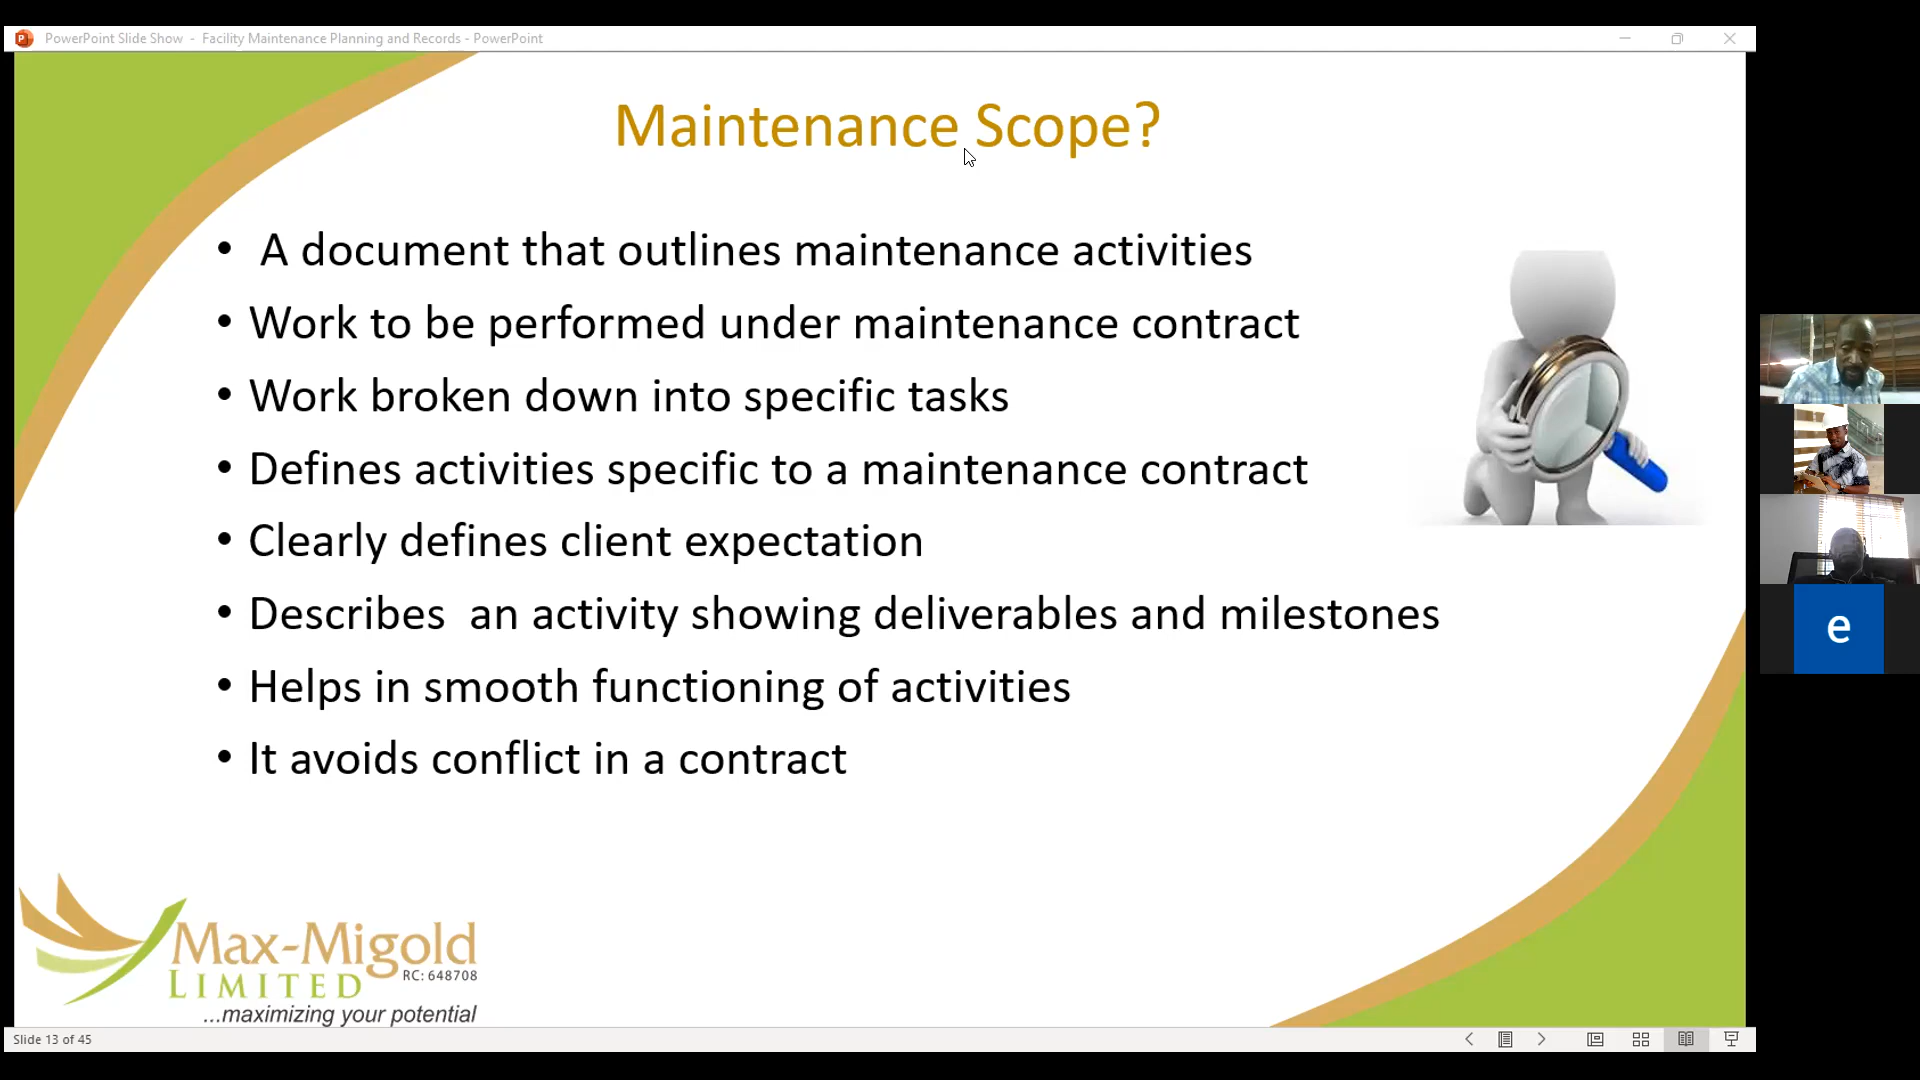 PowerPoint Slide Show - Facility Maintenance Planning and Records - PowerPoint
Maintenance Scope?
• A document that outlines maintenance activities
• Work to be performed under maintenance contract
• Work broken down into specific tasks
• Defines activities specific to a maintenance contract
• Clearly defines client expectation
• Describes an activity showing deliverables and milestones
• Helps in smooth functioning of activities
• It avoids conflict in a contract
e
Max-Migold
LIMITED
RC: 648708
...maximizing your potential
Slide 13 of 45